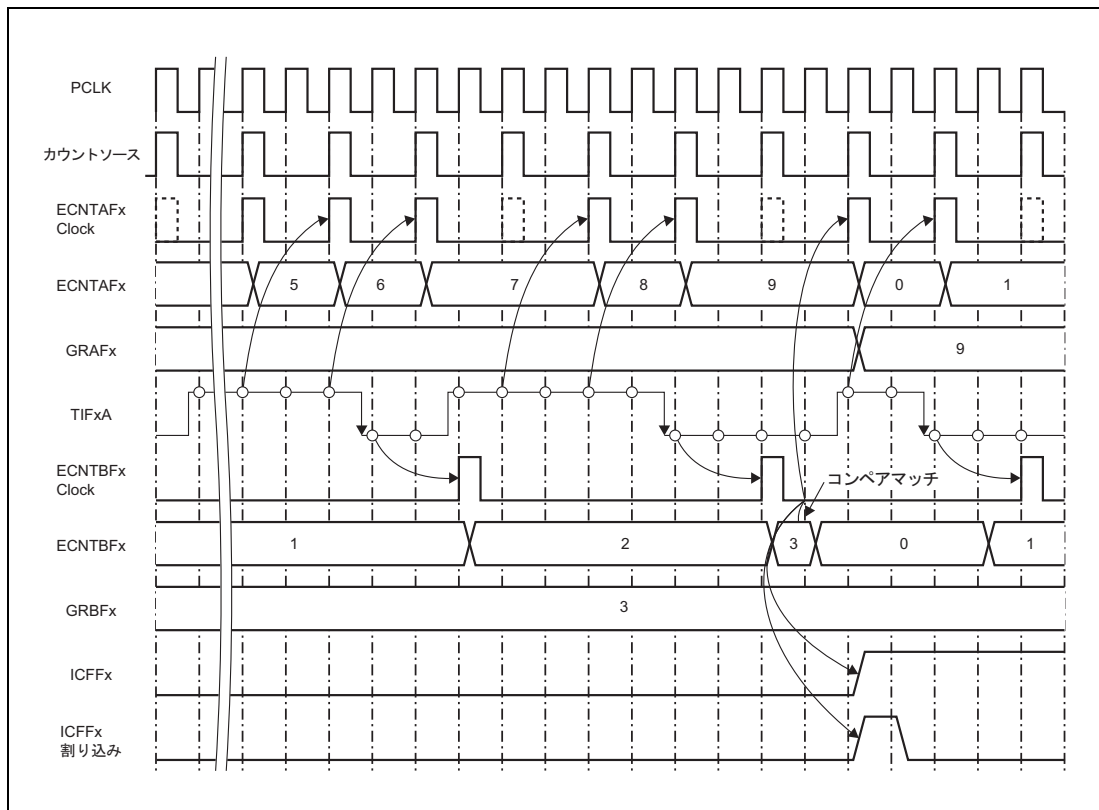 PCLK
カウントソース
ECNTAFx
Clock
ECNTAFx
5 6 7 8 9 0 1
GRAFx
9
TIFxA
ECNTBFx
Clock
コンペアマッチ
ECNTBFx
1 2 3 0 1
GRBFx
3
ICFFx
ICFFx
割り込み